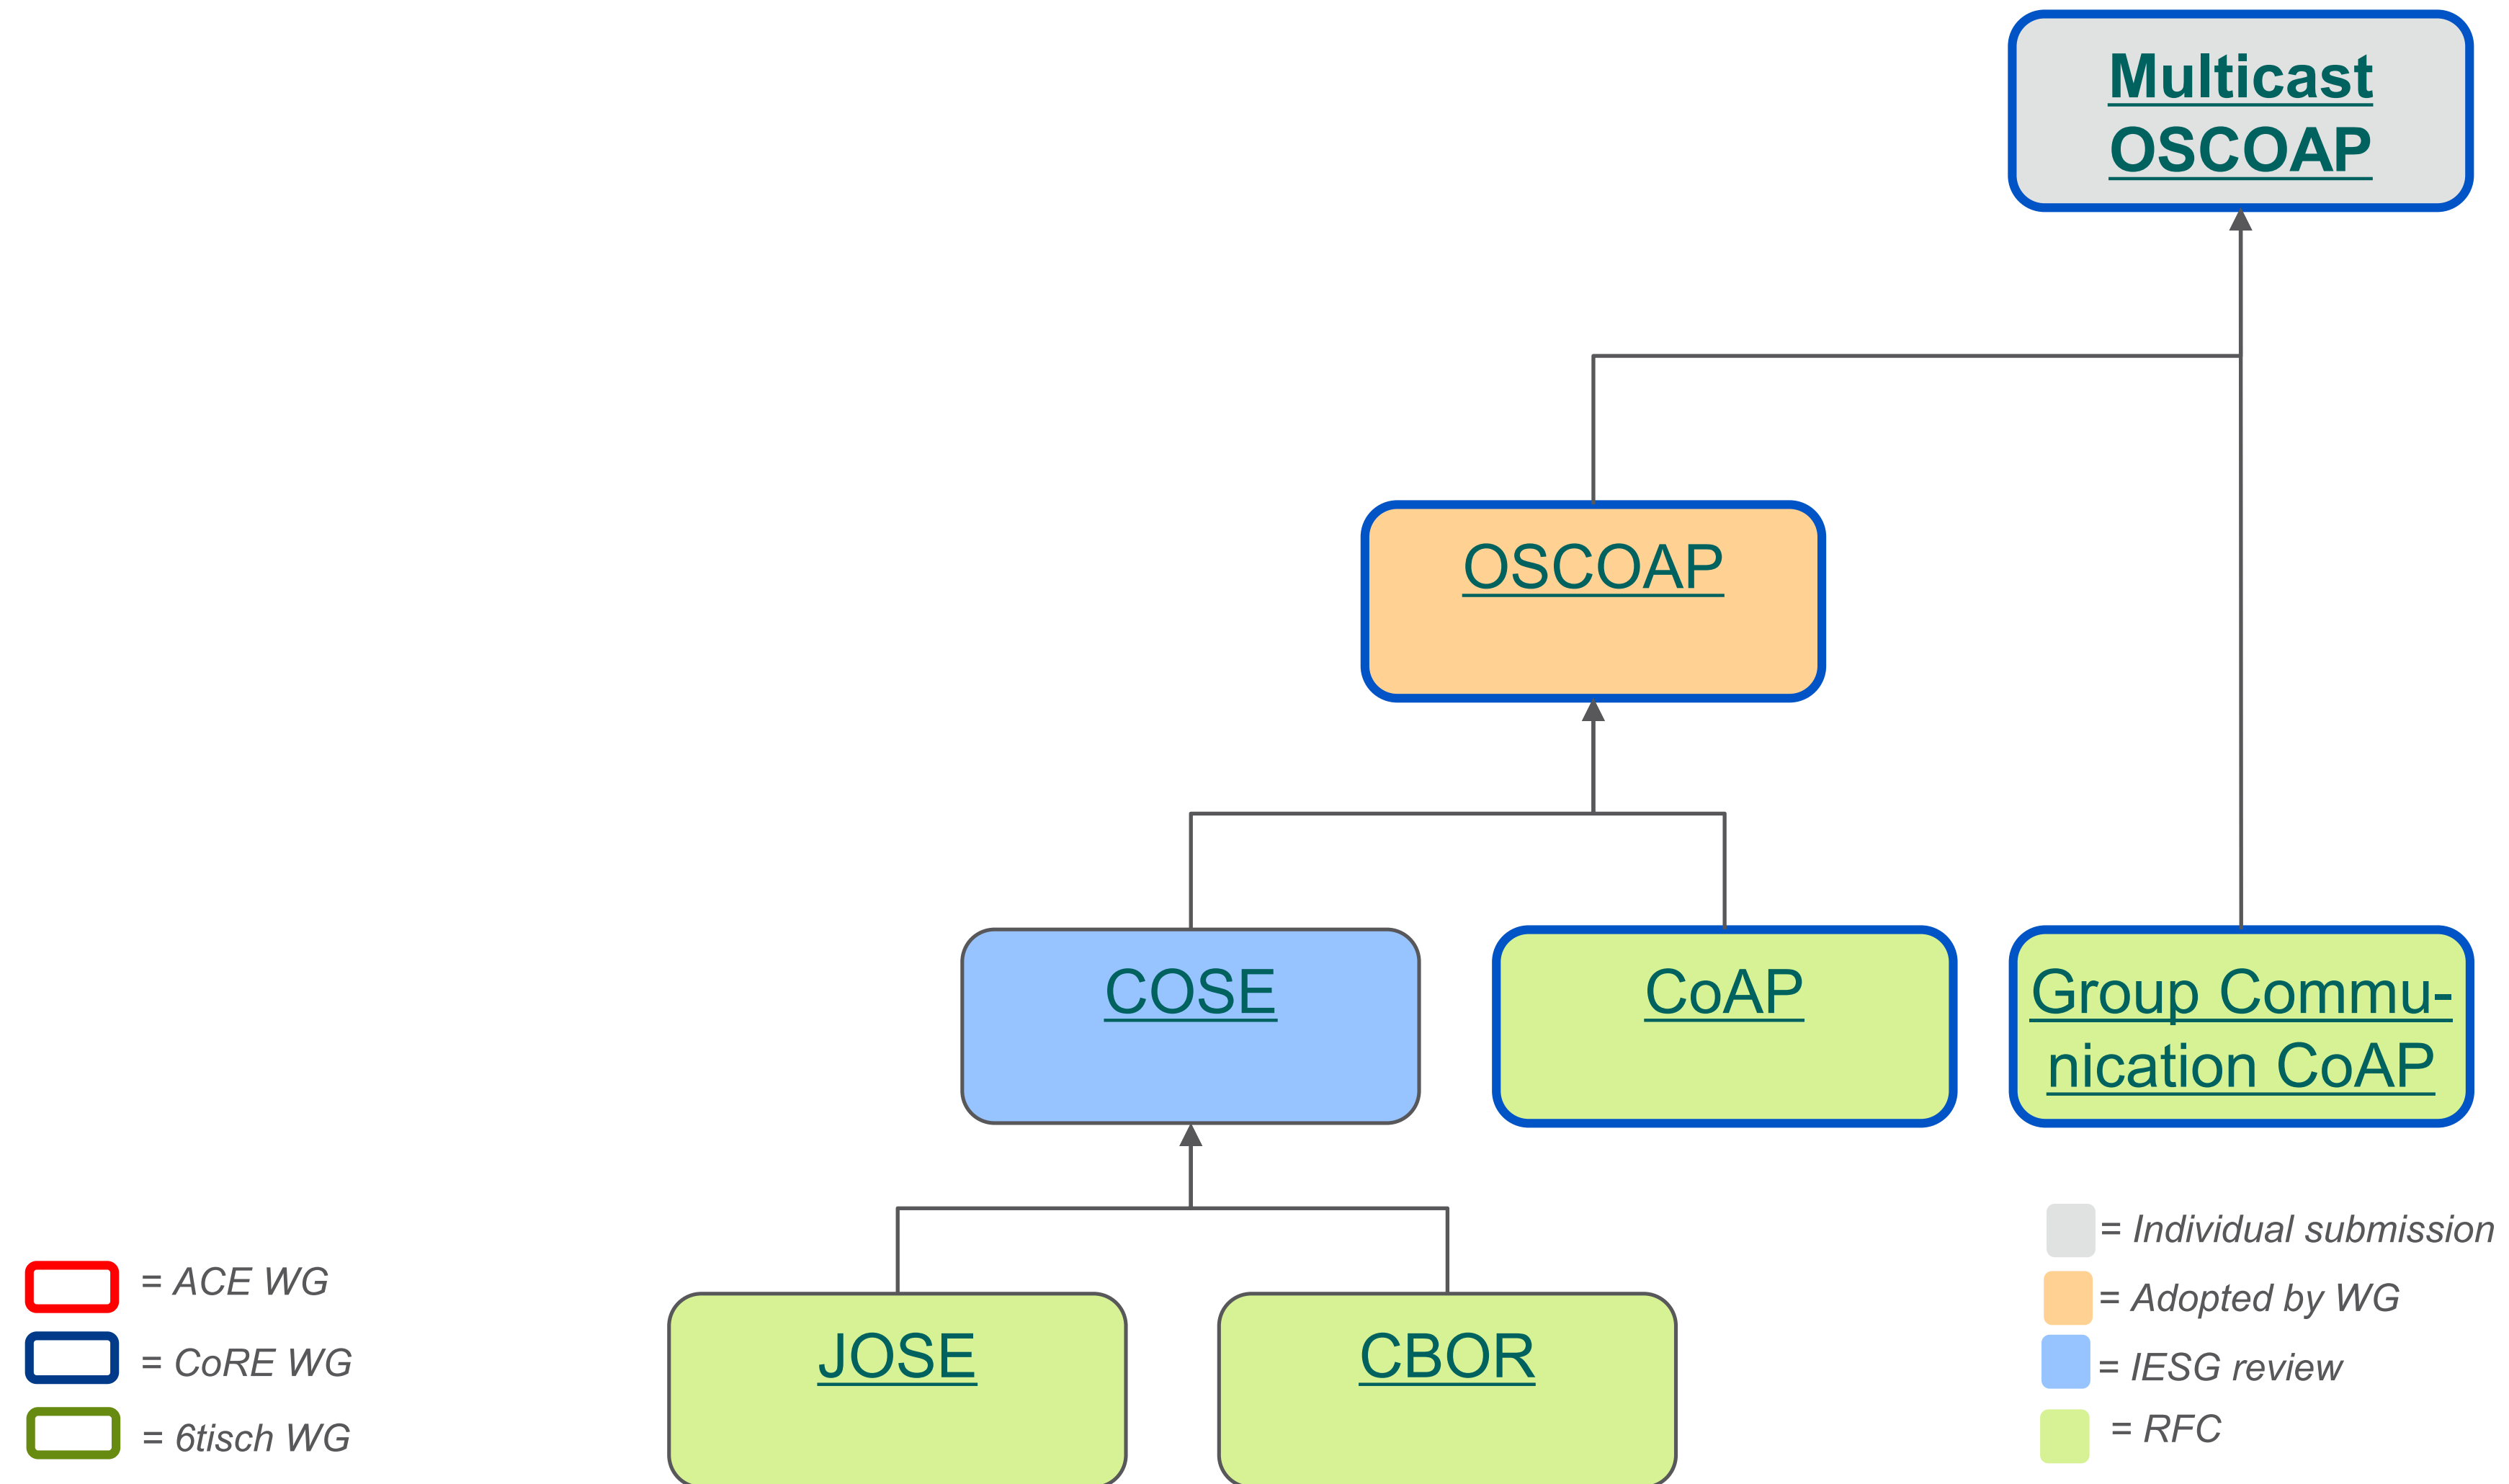 Multicast
OSCOAP
OSCOAP
COSE
CoAP
Group Commu-
nication CoAP
JOSE
CBOR
= ACE WG
= CoRE WG
= 6tisch WG
= Individual submission
= Adopted by WG
= IESG review
= RFC